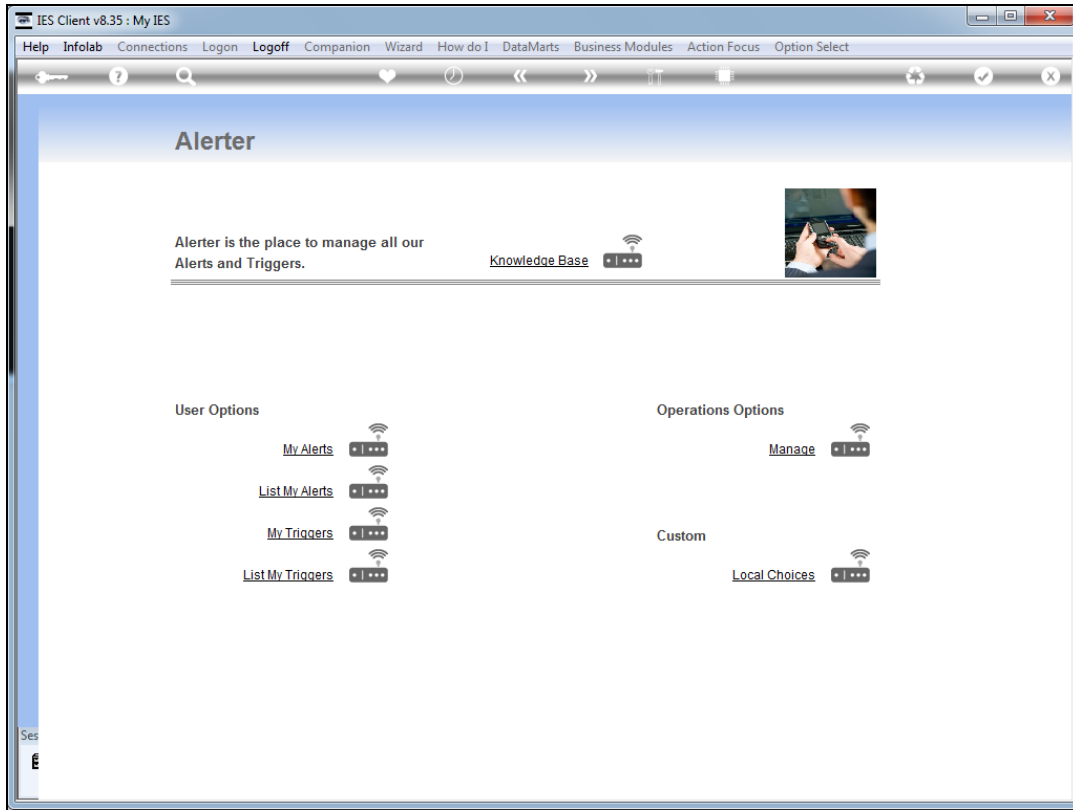 IES Client v8.35 : My IES
Help Infolab Connections Logon Logoff Companion Wizard How do I DataMarts Business Modules Action Focus Option Select
Alerter
Alerter is the place to manage all our
Alerts and Triggers.
Knowledge Base
User Options
My Alerts
List My Alerts
My Triggers
List My Triggers
Operations Options
Manage
Custom
Local Choices
Ses